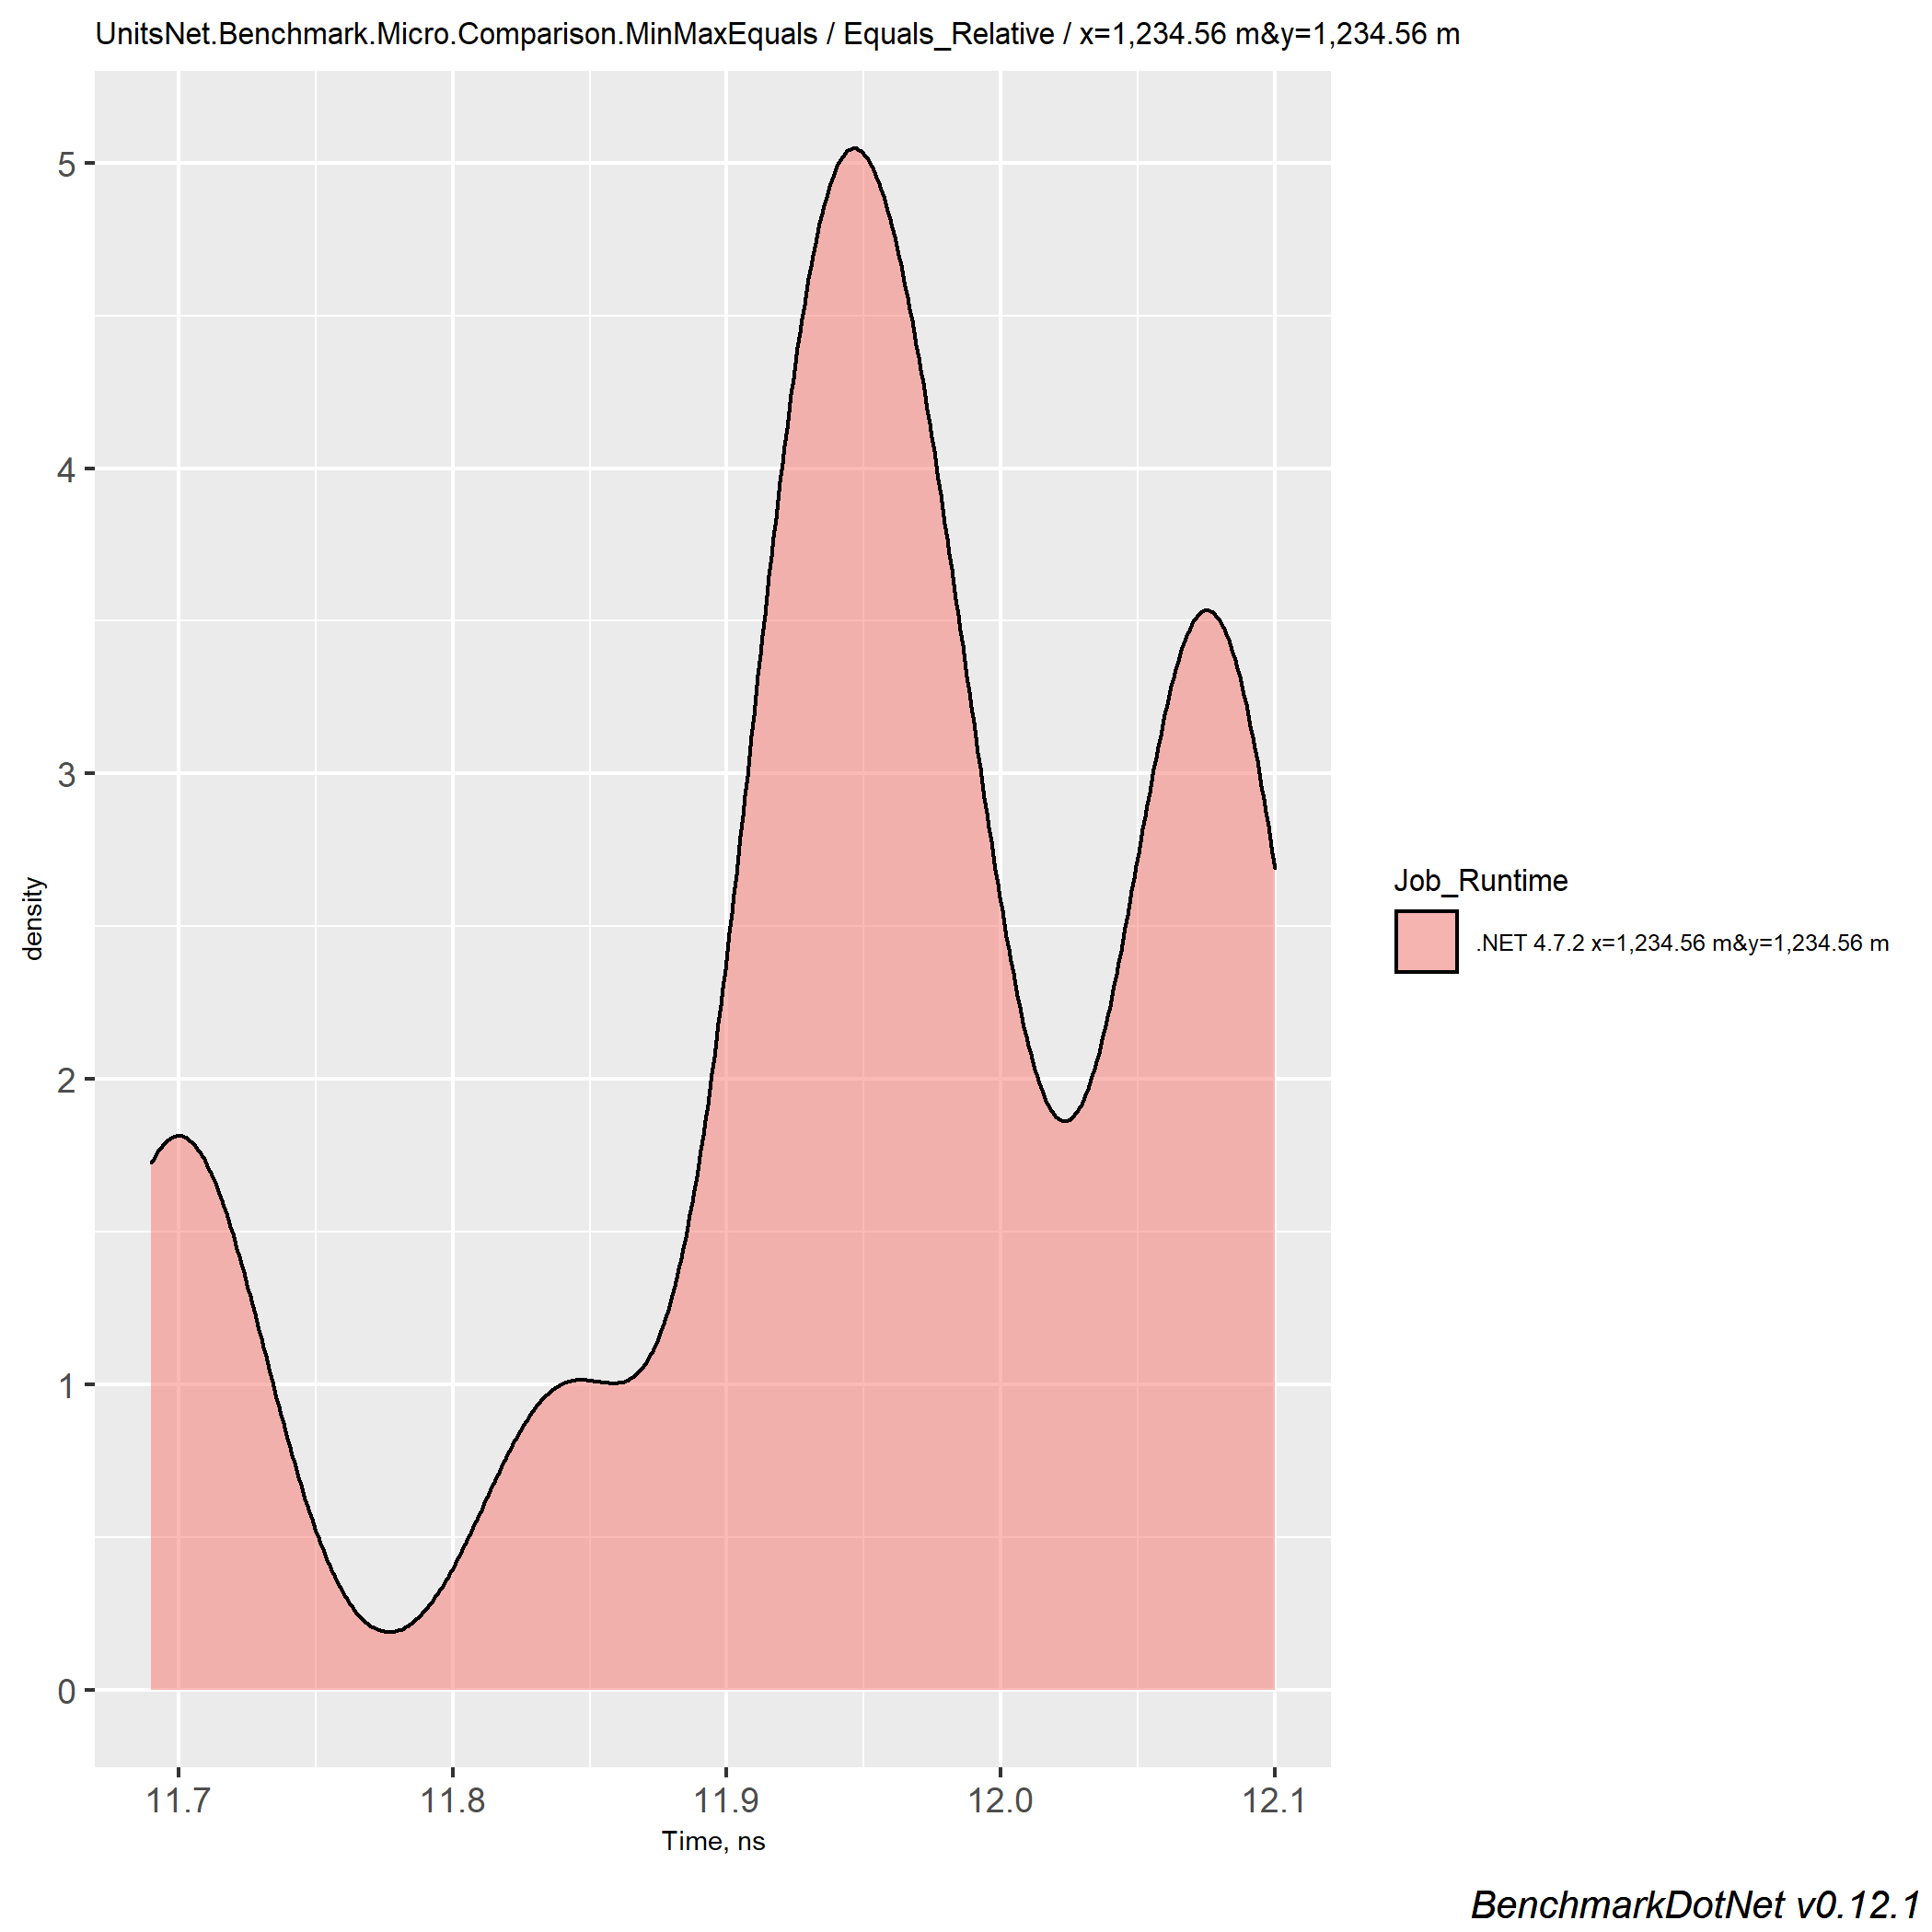 UnitsNet.Benchmark.Micro.Comparison.MinMaxEquals / Equals_Relative / x=1,234.56 m&y=1,234.56 m
5
4
3
2
1
0
density
11.7 11.8 11.9 12.0 12.1
Time, ns
Job_Runtime
.NET 4.7.2 x=1,234.56 m&y=1,234.56 m
BenchmarkDotNet v0.12.1